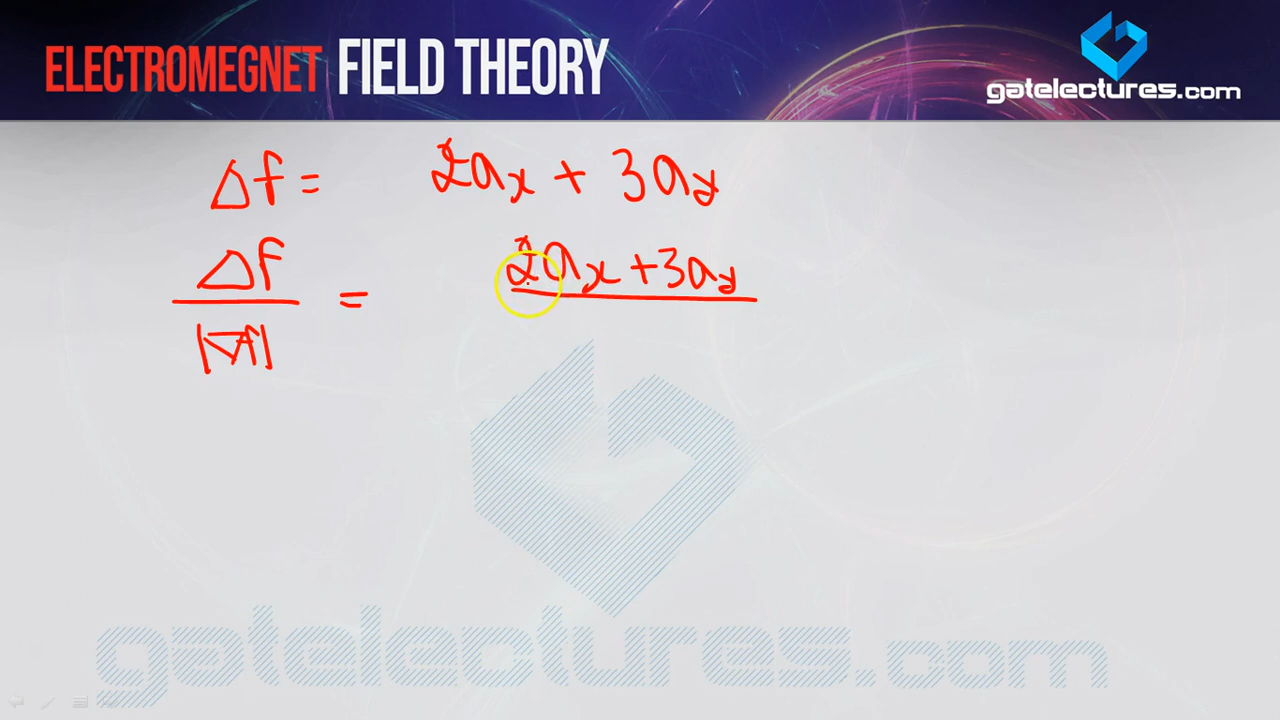 ELECTROMEGNET FIELD THEORY
gatelectures.com
Δf = 2ax + 3ay
Δf / |∇f| = 2ax + 3ay
gatelectures.com